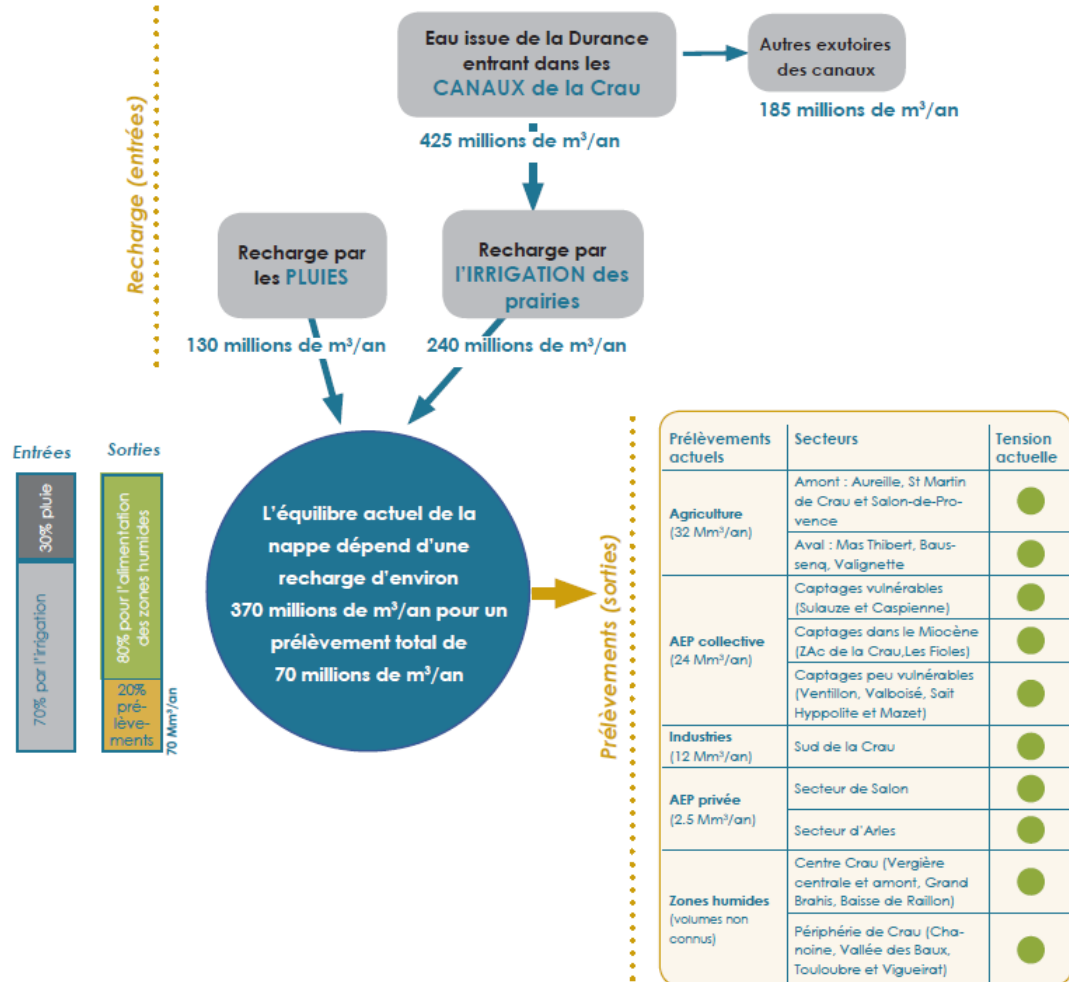 Eau issue de la Durance
entrant dans les
CANAUX de la Crau
Autres exutoires
des canaux
185 millions de m³/an
425 millions de m³/an
Recharge (entrées)
Recharge par
les PLUIES
Recharge par
l'IRRIGATION des
prairies
130 millions de m³/an
240 millions de m³/an
Entrées
Sorties
30% pluie
70% par l'irrigation
80% pour l'alimentation
des zones humides
20%
pré-
lève-
ments
70 Mm³/an
L'équilibre actuel de la
nappe dépend d'une
recharge d'environ
370 millions de m³/an pour un
prélèvement total de
70 millions de m³/an
Prélèvements (sorties)
Prélèvements
actuels
Secteurs
Tension
actuelle
Agriculture
(32 Mm³/an)
Amont : Aureille, St Martin
de Crau et Salon-de-Pro-
vence
Aval : Mas Thibert, Baus-
senq, Valignette
AEP collective
(24 Mm³/an)
Captages vulnérables
(Sulauze et Caspienne)
Captages dans le Miocène
(ZAc de la Crau,Les Fioles)
Captages peu vulnérables
(Ventillon, Valboisé, Sait
Hyppolite et Mazet)
Industries
(12 Mm³/an)
Sud de la Crau
AEP privée
(2.5 Mm³/an)
Secteur de Salon
Secteur d'Arles
Zones humides
(volumes non
connus)
Centre Crau (Vergière
centrale et amont, Grand
Brahis, Baisse de Raillon)
Périphérie de Crau (Cha-
noine, Vallée des Baux,
Touloubre et Vigueirat)